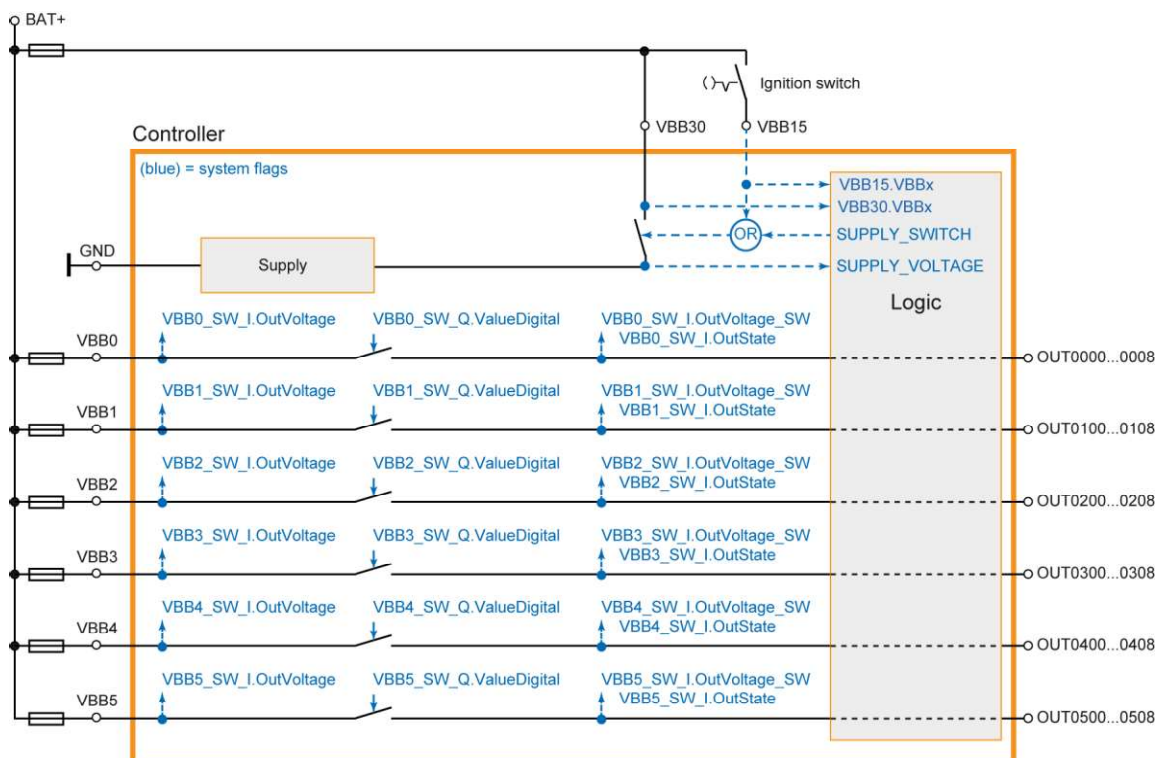 BAT+
Ignition switch
VBB30
VBB15
Controller
(blue) = system flags
VBB15.VBBx
VBB30.VBBx
OR
SUPPLY_SWITCH
GND
Supply
SUPPLY_VOLTAGE
Logic
VBB0_SW_I.OutVoltage
VBB0_SW_Q.ValueDigital
VBB0_SW_I.OutVoltage_SW
VBB0_SW_I.OutState
VBB0
OUT0000...0008
VBB1_SW_I.OutVoltage
VBB1_SW_Q.ValueDigital
VBB1_SW_I.OutVoltage_SW
VBB1_SW_I.OutState
VBB1
OUT0100...0108
VBB2_SW_I.OutVoltage
VBB2_SW_Q.ValueDigital
VBB2_SW_I.OutVoltage_SW
VBB2_SW_I.OutState
VBB2
OUT0200...0208
VBB3_SW_I.OutVoltage
VBB3_SW_Q.ValueDigital
VBB3_SW_I.OutVoltage_SW
VBB3_SW_I.OutState
VBB3
OUT0300...0308
VBB4_SW_I.OutVoltage
VBB4_SW_Q.ValueDigital
VBB4_SW_I.OutVoltage_SW
VBB4_SW_I.OutState
VBB4
OUT0400...0408
VBB5_SW_I.OutVoltage
VBB5_SW_Q.ValueDigital
VBB5_SW_I.OutVoltage_SW
VBB5_SW_I.OutState
VBB5
OUT0500...0508